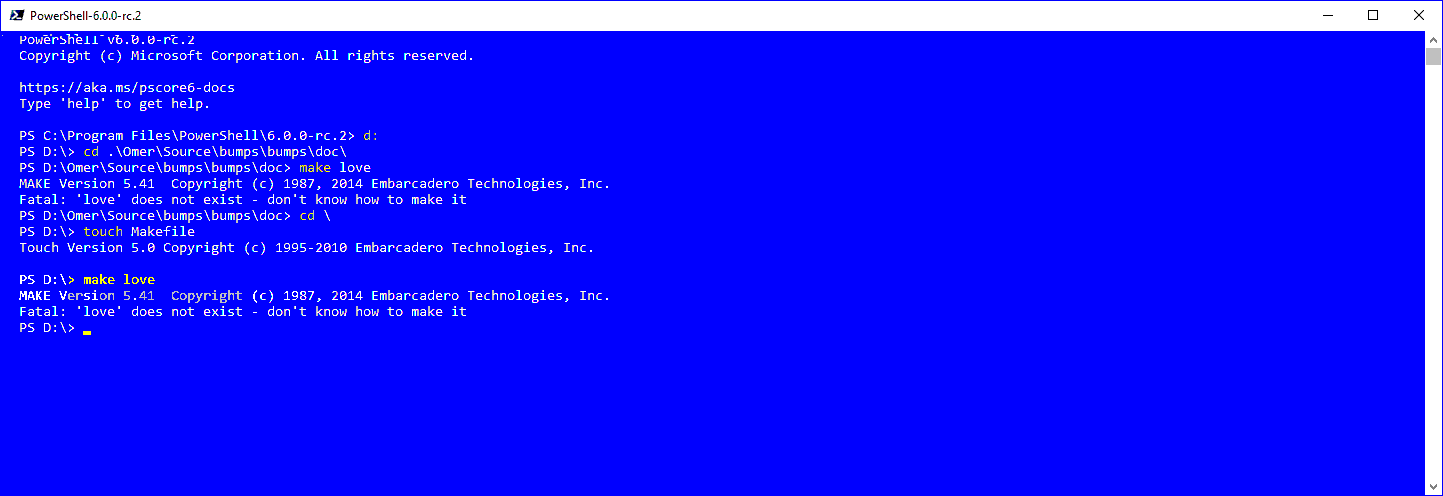 PowerShell-6.0.0-rc.2
PowerShell v6.0.0-rc.2
Copyright (c) Microsoft Corporation. All rights reserved.
https://aka.ms/pscore6-docs
Type 'help' to get help.
PS C:\Program Files\PowerShell\6.0.0-rc.2> d:
PS D:\> cd .\Omer\Source\bumps\bumps\doc\
PS D:\Omer\Source\bumps\bumps\doc> make love
MAKE Version 5.41  Copyright (c) 1987, 2014 Embarcadero Technologies, Inc.
Fatal: 'love' does not exist - don't know how to make it
PS D:\Omer\Source\bumps\bumps\doc> cd \
PS D:\> touch Makefile
Touch Version 5.0 Copyright (c) 1995-2010 Embarcadero Technologies, Inc.
PS D:\> make love
MAKE Version 5.41  Copyright (c) 1987, 2014 Embarcadero Technologies, Inc.
Fatal: 'love' does not exist - don't know how to make it
PS D:\>